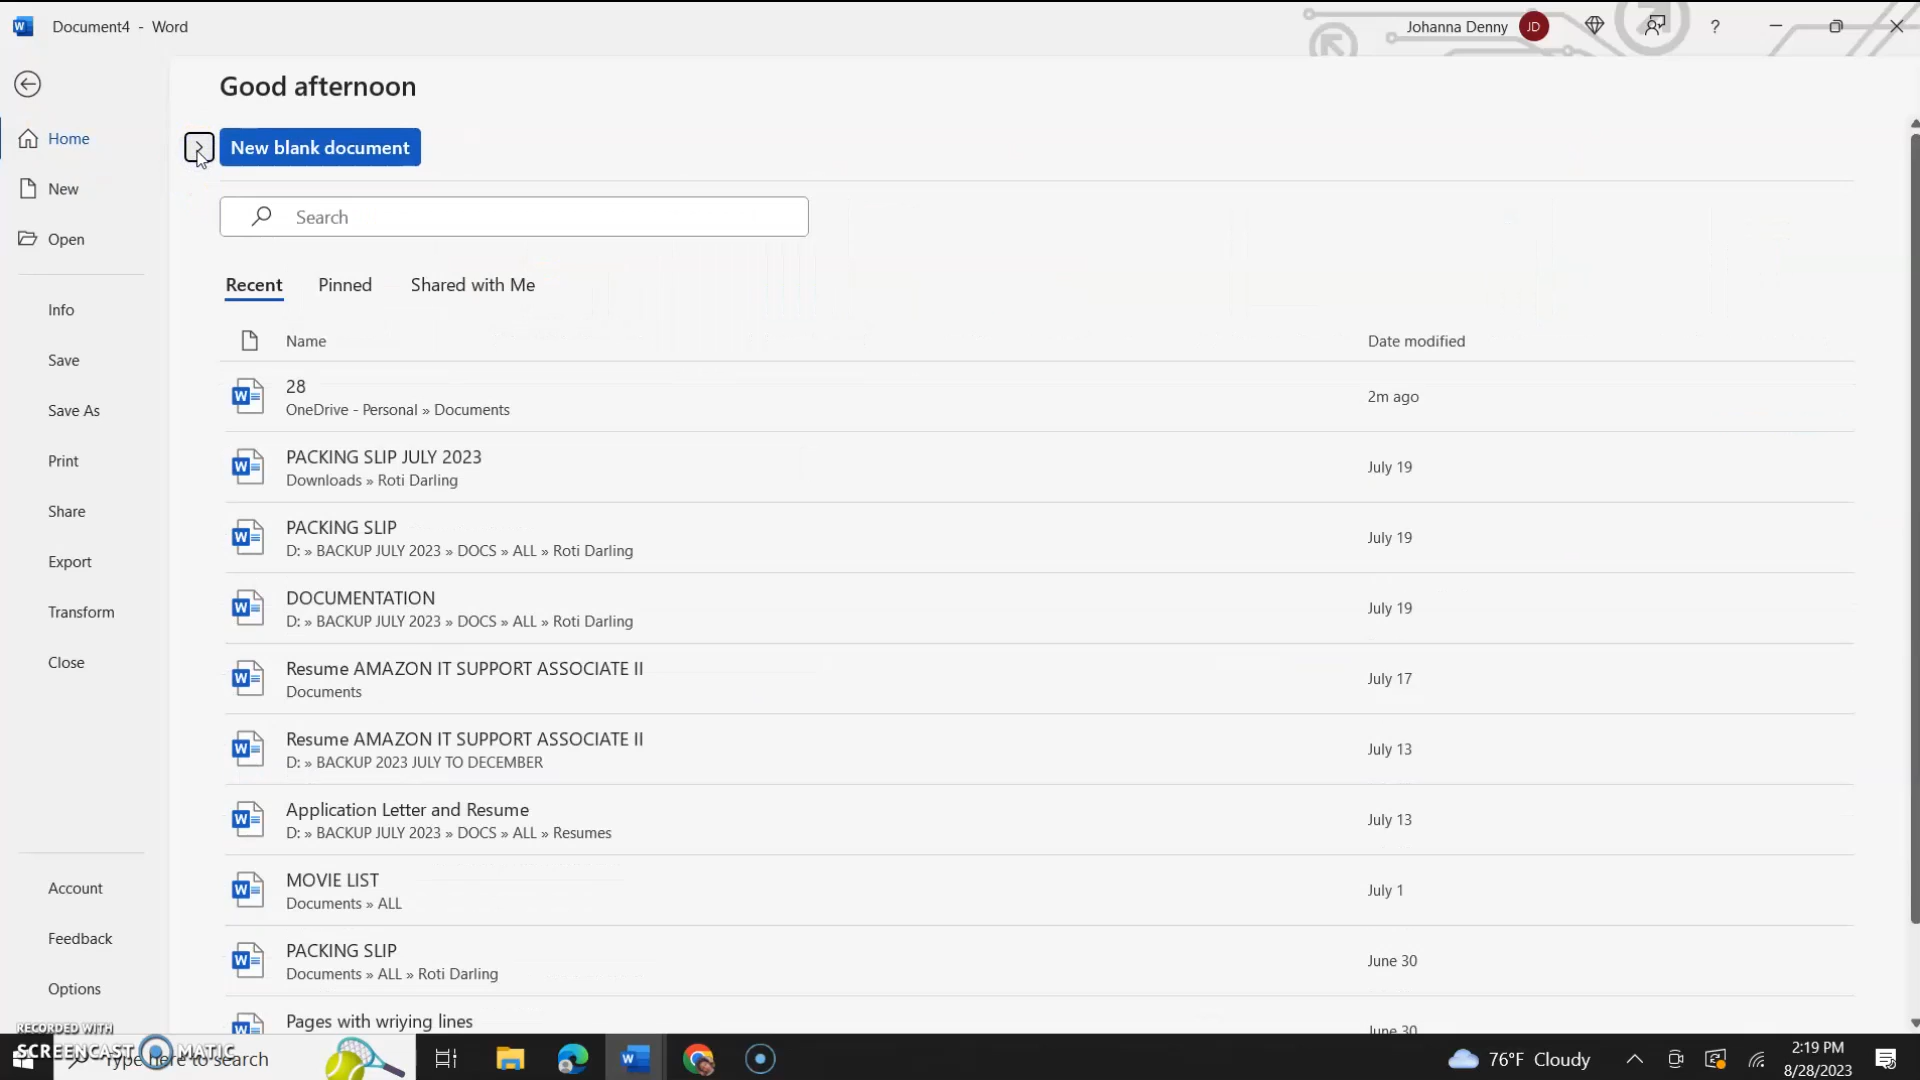 Document4 - Word
Johanna Denny JD
Good afternoon
Home
New blank document
New
Search
Open
Recent Pinned Shared with Me
Info
Name Date modified
Save
28
OneDrive - Personal » Documents
2m ago
Save As
Print
PACKING SLIP JULY 2023
Downloads » Roti Darling
July 19
Share
PACKING SLIP
D: » BACKUP JULY 2023 » DOCS » ALL » Roti Darling
July 19
Export
Transform
DOCUMENTATION
D: » BACKUP JULY 2023 » DOCS » ALL » Roti Darling
July 19
Close
Resume AMAZON IT SUPPORT ASSOCIATE II
Documents
July 17
Resume AMAZON IT SUPPORT ASSOCIATE II
D: » BACKUP 2023 JULY TO DECEMBER
July 13
Application Letter and Resume
D: » BACKUP JULY 2023 » DOCS » ALL » Resumes
July 13
MOVIE LIST
Documents » ALL
July 1
Account
Feedback
Options
PACKING SLIP
Documents » ALL » Roti Darling
June 30
Pages with wriying lines
June 30
RECORDED WITH
SCREENCAST MATIC
Type here to search
76°F Cloudy
2:19 PM
8/28/2023